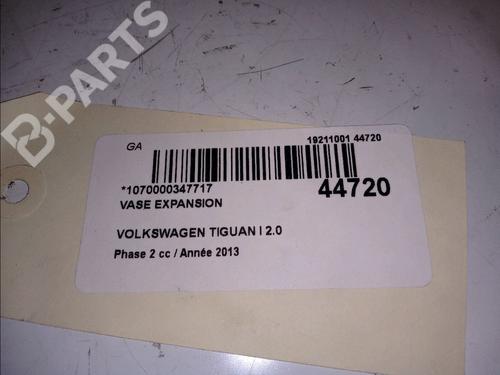 B-PARTS
GA
19211001 44720
*1070000347717
44720
VASE EXPANSION
VOLKSWAGEN TIGUAN I 2.0
Phase 2 cc / Année 2013